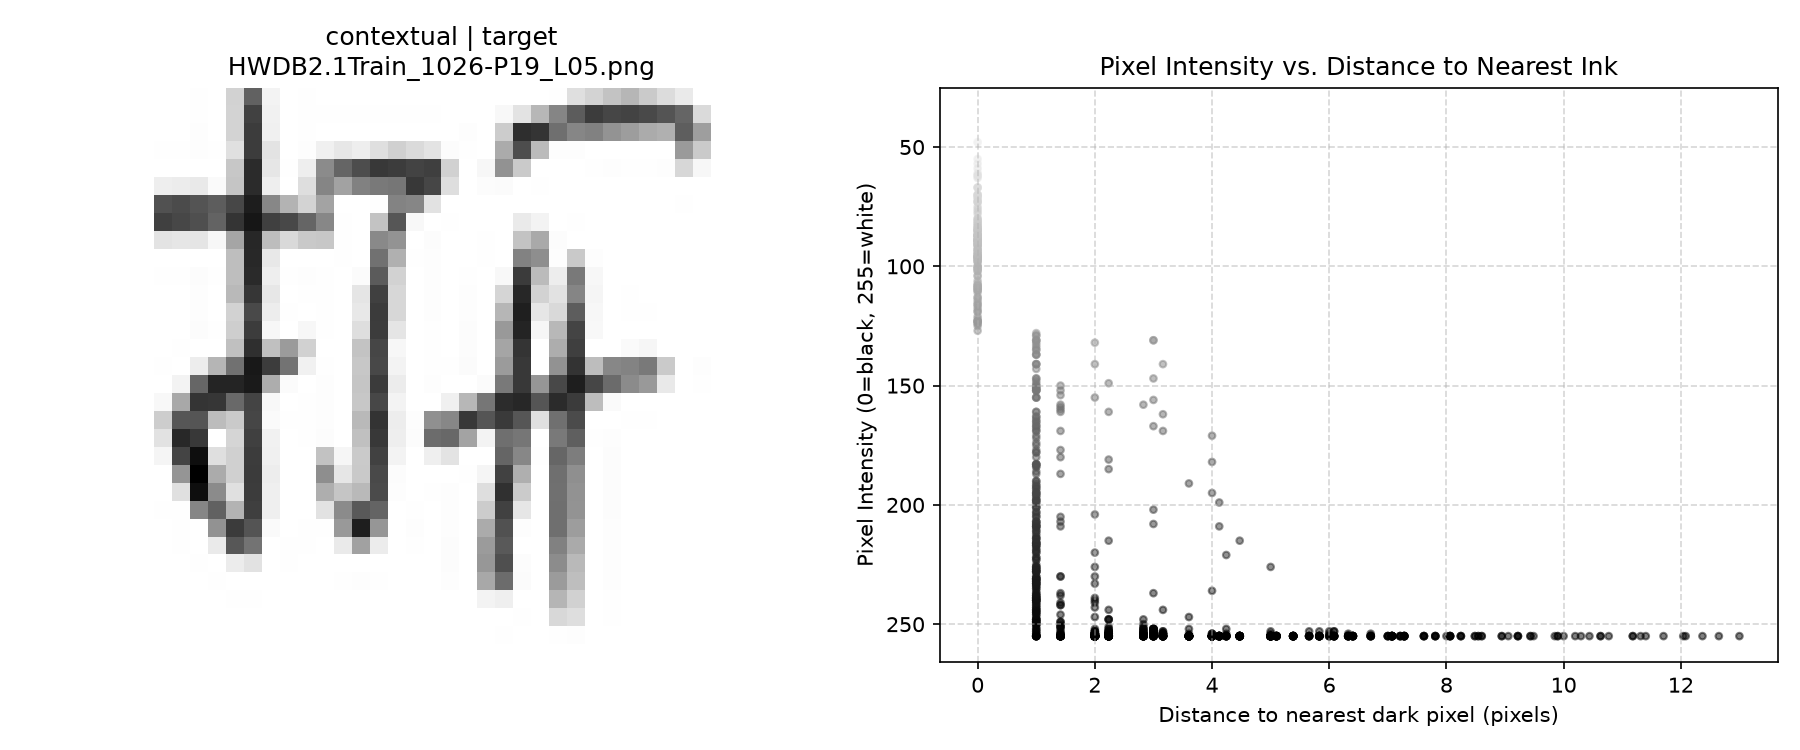 contextual | target
HWDB2.1Train_1026-P19_L05.png
打开
Pixel Intensity vs. Distance to Nearest Ink
Pixel Intensity (0=black, 255=white)
50
100
150
200
250
0 2 4 6 8 10 12
Distance to nearest dark pixel (pixels)